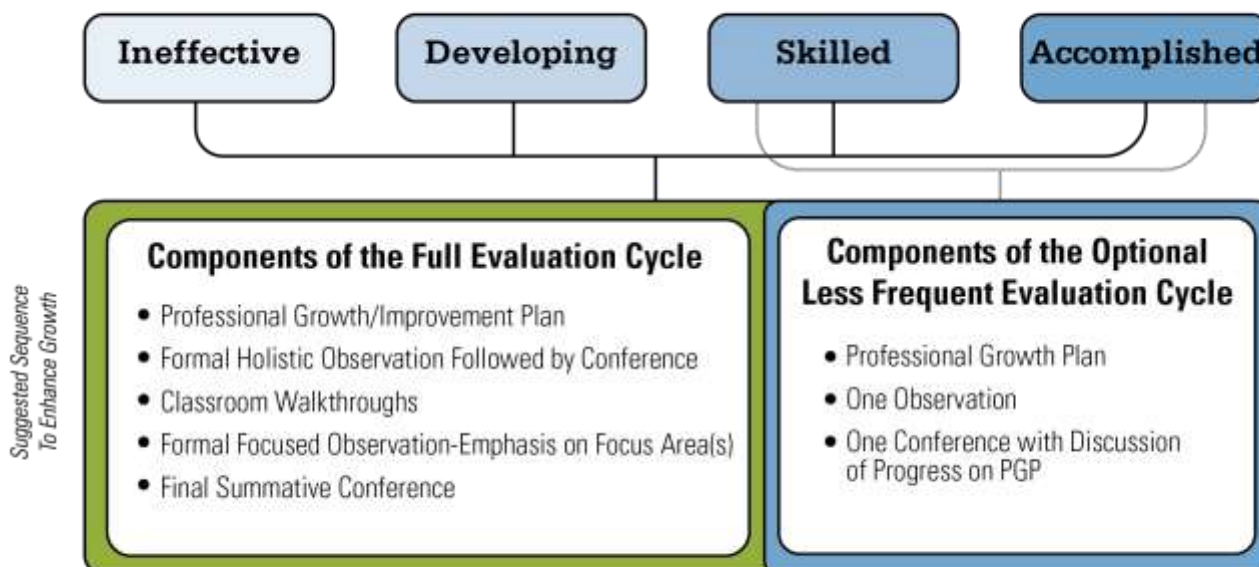 Ineffective
Developing
Skilled
Accomplished
Suggested Sequence
To Enhance Growth
Components of the Full Evaluation Cycle
• Professional Growth/Improvement Plan
• Formal Holistic Observation Followed by Conference
• Classroom Walkthroughs
• Formal Focused Observation-Emphasis on Focus Area(s)
• Final Summative Conference
Components of the Optional
Less Frequent Evaluation Cycle
• Professional Growth Plan
• One Observation
• One Conference with Discussion
of Progress on PGP